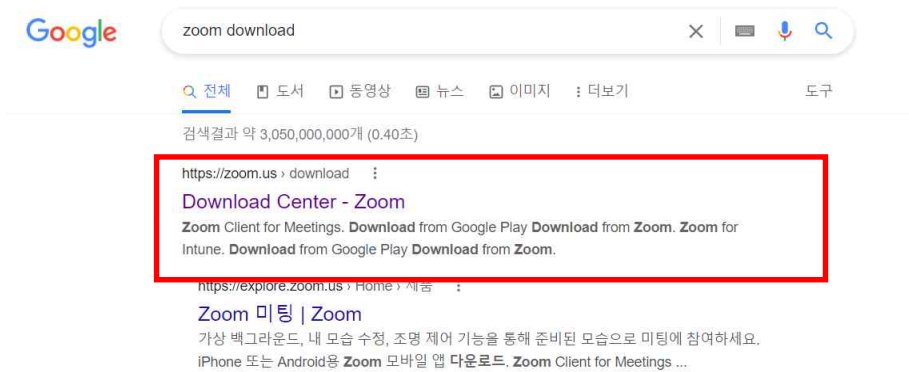 Google
zoom download
전체 도서 동영상 뉴스 이미지 더보기 도구
검색결과 약 3,050,000,000개 (0.40초)
https://zoom.us › download
Download Center - Zoom
Zoom Client for Meetings. Download from Google Play Download from Zoom. Zoom for
Intune. Download from Google Play Download from Zoom.
https://explore.zoom.us › Home › 제품
Zoom 미팅 | Zoom
가상 백그라운드, 내 모습 수정, 조명 제어 기능을 통해 준비된 모습으로 미팅에 참여하세요.
iPhone 또는 Android용 Zoom 모바일 앱 다운로드. Zoom Client for Meetings ...